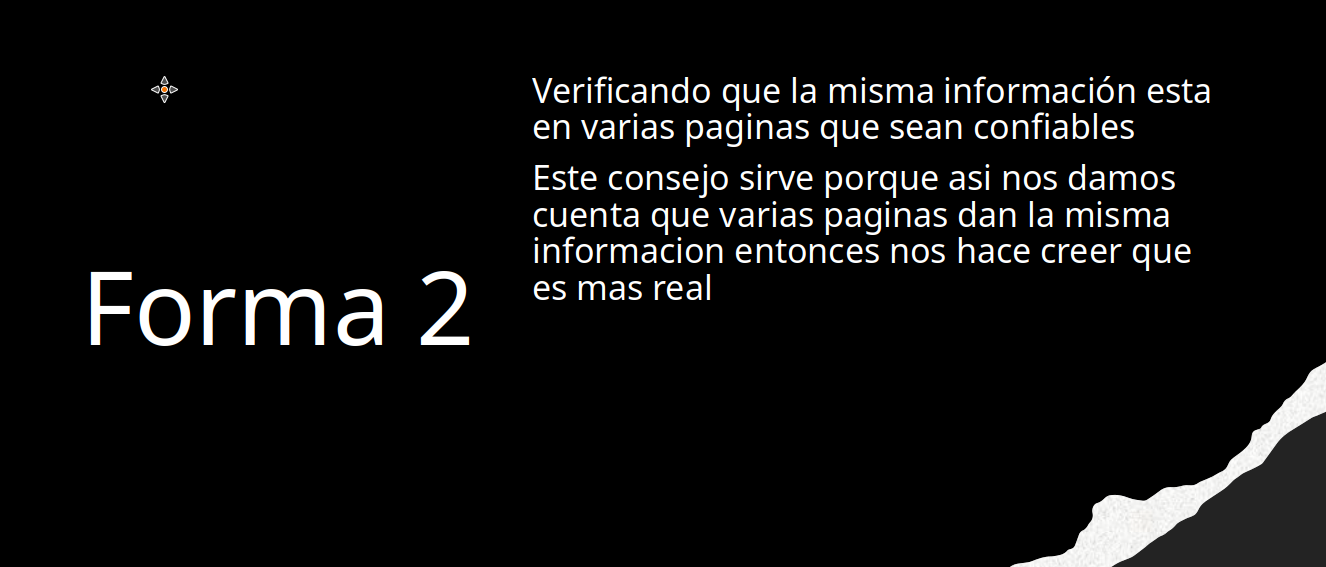 Verificando que la misma información esta
en varias paginas que sean confiables
Este consejo sirve porque asi nos damos
cuenta que varias paginas dan la misma
informacion entonces nos hace creer que
es mas real
Forma 2